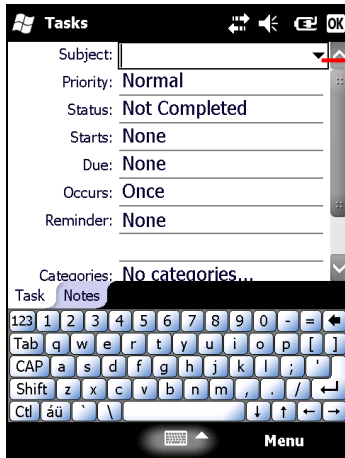 Tasks OK
Subject:
Priority: Normal
Status: Not Completed
Starts: None
Due: None
Occurs: Once
Reminder: None
Categories: No categories...
Task Notes
123 1 2 3 4 5 6 7 8 9 0 - =
Tab q w e r t y u i o p [ ]
CAP a s d f g h j k l ; '
Shift z x c v b n m , . /
Ctl áü ` \
Menu